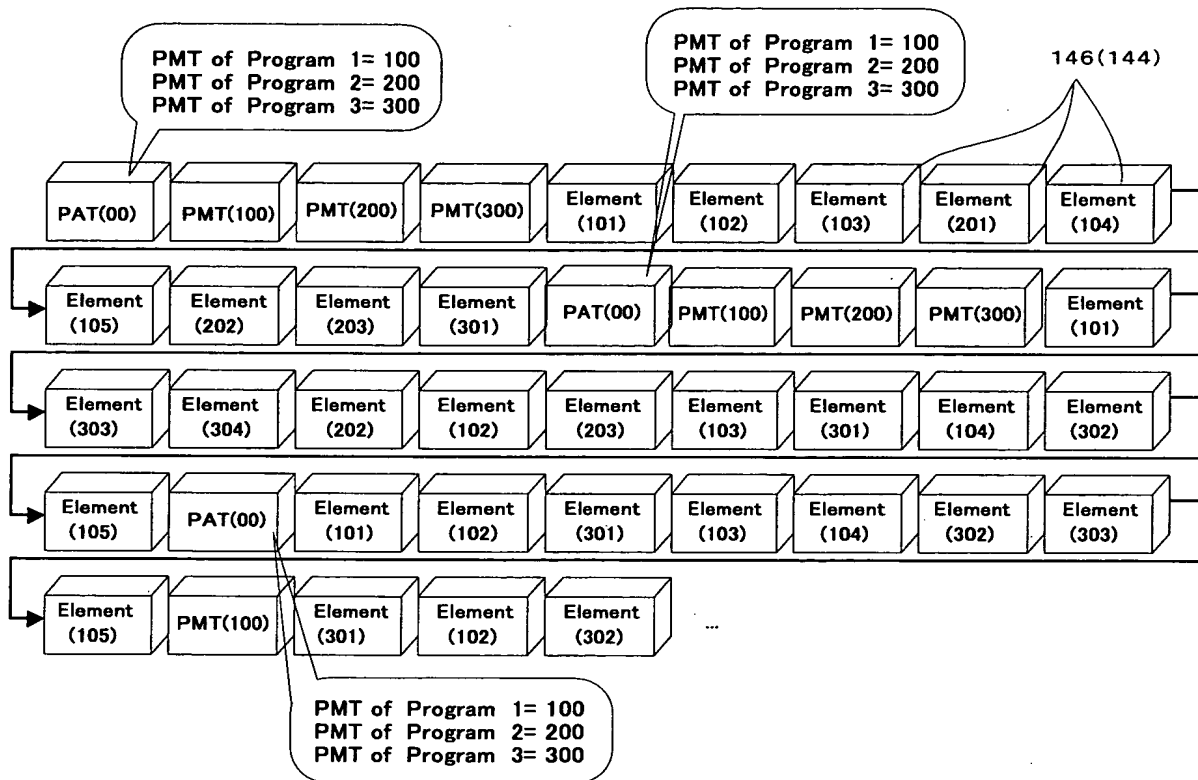 PMT of Program 1= 100
PMT of Program 2= 200
PMT of Program 3= 300
PMT of Program 1= 100
PMT of Program 2= 200
PMT of Program 3= 300
146(144)
PAT(00)
PMT(100)
PMT(200)
PMT(300)
Element
(101)
Element
(102)
Element
(103)
Element
(201)
Element
(104)
Element
(105)
Element
(202)
Element
(203)
Element
(301)
PAT(00)
PMT(100)
PMT(200)
PMT(300)
Element
(101)
Element
(303)
Element
(304)
Element
(202)
Element
(102)
Element
(203)
Element
(103)
Element
(301)
Element
(104)
Element
(302)
Element
(105)
PAT(00)
Element
(101)
Element
(102)
Element
(301)
Element
(103)
Element
(104)
Element
(302)
Element
(303)
Element
(105)
PMT(100)
Element
(301)
Element
(102)
Element
(302)
...
PMT of Program 1= 100
PMT of Program 2= 200
PMT of Program 3= 300